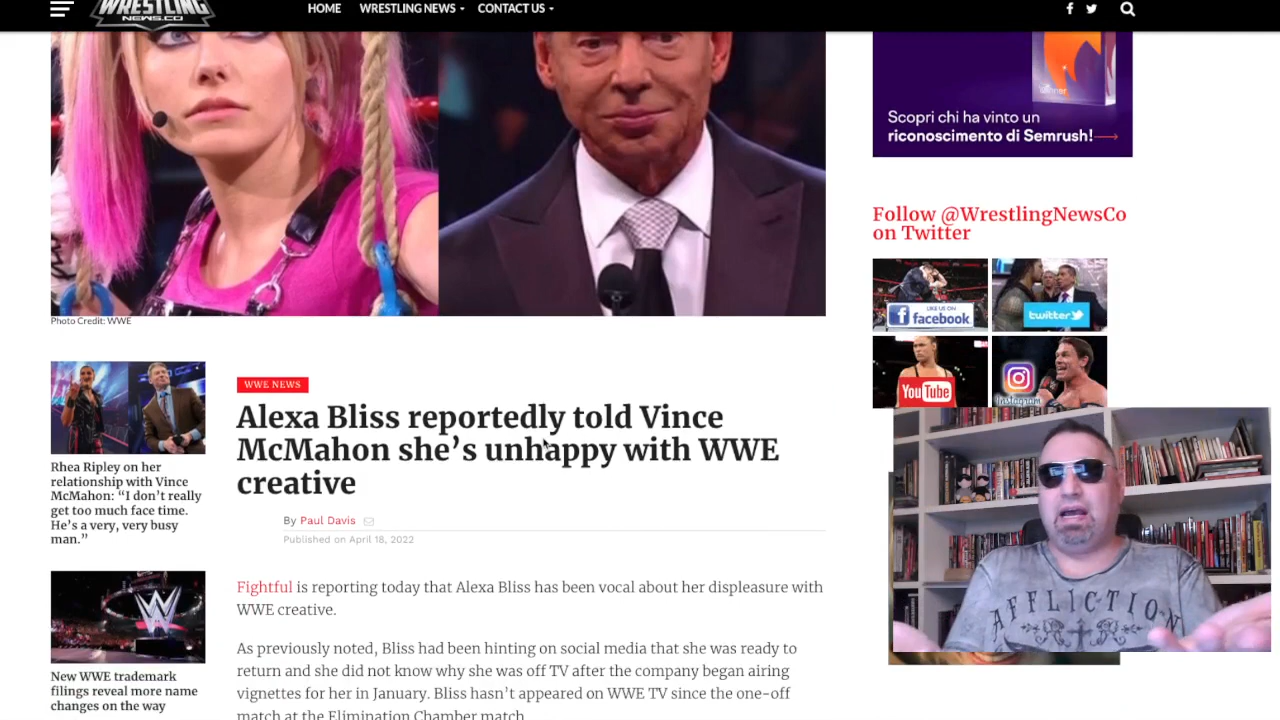 WRESTLING
NEWS.CO
HOME
WRESTLING NEWS
CONTACT US
Scopri chi ha vinto un
riconoscimento di Semrush!
Follow @WrestlingNewsCo
on Twitter
LIKE US ON
facebook
twitter
You Tube
Instagram
Photo Credit: WWE
Rhea Ripley on her
relationship with Vince
McMahon: “I don’t really
get too much face time.
He’s a very, very busy
man.”
New WWE trademark
filings reveal more name
changes on the way
WWE NEWS
Alexa Bliss reportedly told Vince
McMahon she’s unhappy with WWE
creative
By Paul Davis
Published on April 18, 2022
Fightful is reporting today that Alexa Bliss has been vocal about her displeasure with
WWE creative.
As previously noted, Bliss had been hinting on social media that she was ready to
return and she did not know why she was off TV after the company began airing
vignettes for her in January. Bliss hasn’t appeared on WWE TV since the one-off
match at the Elimination Chamber match.
AFFLICTION